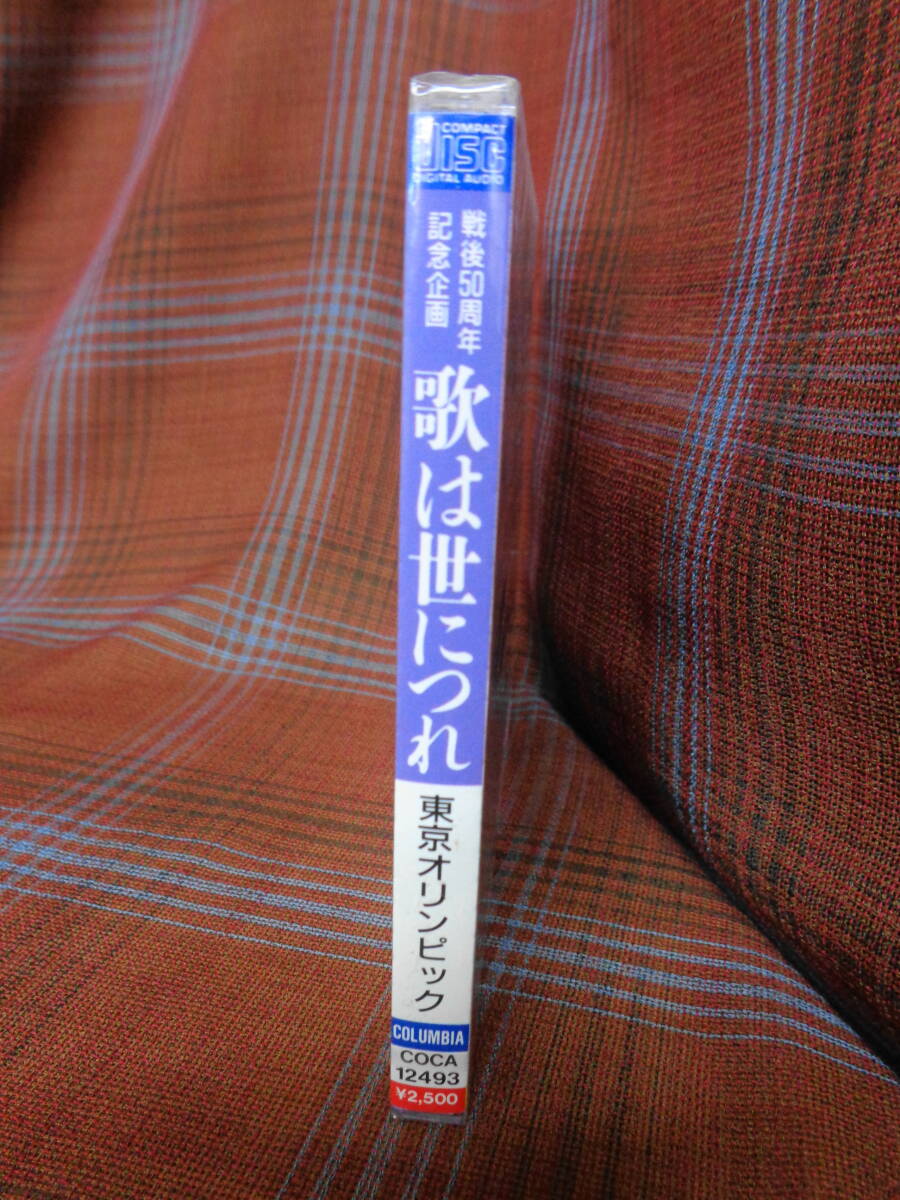 COMPACT
DISC
DIGITAL AUDIO
戦後50周年
記念企画
歌は世につれ
東京オリンピック
COLUMBIA
COCA
12493
¥2,500